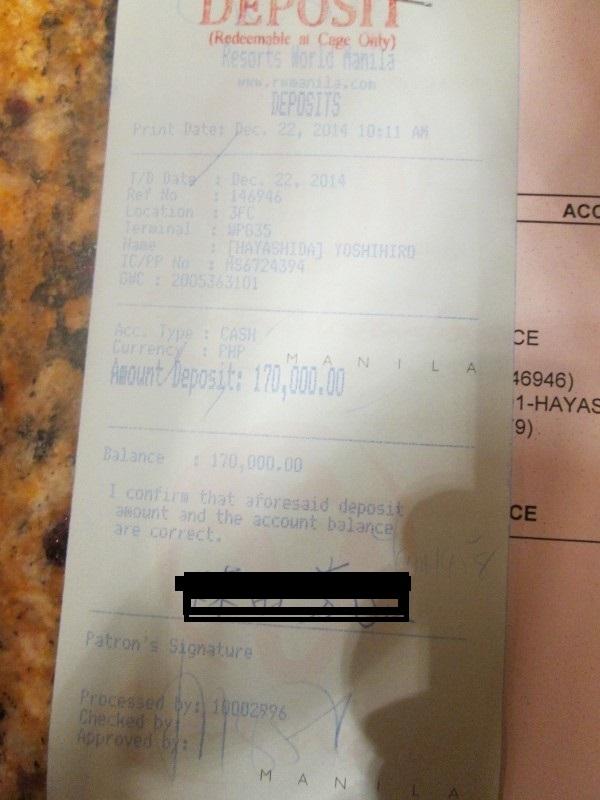 DEPOSIT
(Redeemable at Cage Only)
Resorts World Manila
www.rwmanila.com
DEPOSITS
Print Date: Dec. 22, 2014 10:11 AM
T/D Date : Dec. 22, 2014
Ref No : 146946
Location : 3FC
Terminal : WPG35
Name : [HAYASHIDA] YOSHIHIRO
IC/PP No : MS6724394
GWC : 2005363101
Acc. Type : CASH
Currency : PHP
MANILA
Amount Deposit: 170,000.00
Balance : 170,000.00
I confirm that aforesaid deposit
amount and the account balance
are correct.
Patron's Signature
Processed by: 10002996
Checked by:
Approved by:
MANILA
ACC
CE
46946)
1-HAYAS
9)
CE